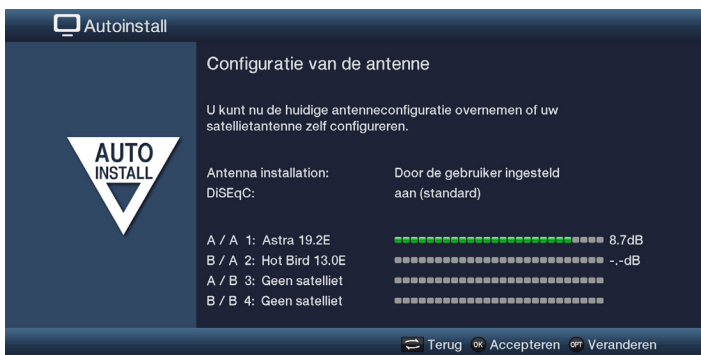 Autoinstall
Configuratie van de antenne
U kunt nu de huidige antenneconfiguratie overnemen of uw
satellietantenne zelf configureren.
AUTO
INSTALL
Antenna installation: Door de gebruiker ingesteld
DiSEqC: aan (standard)
A / A 1: Astra 19.2E 8.7dB
B / A 2: Hot Bird 13.0E -.-dB
A / B 3: Geen satelliet
B / B 4: Geen satelliet
Terug OK Accepteren OPT Veranderen